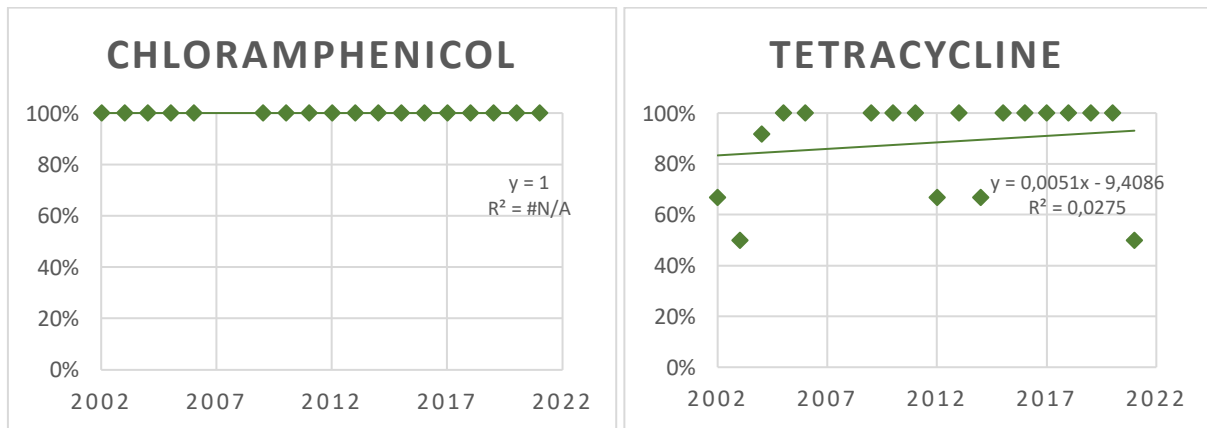 CHLORAMPHENICOL
100%
80%
60%
40%
20%
0%
y = 1
R² = #N/A
2002 2007 2012 2017 2022
TETRACYCLINE
100%
80%
60%
40%
20%
0%
y = 0,0051x - 9,4086
R² = 0,0275
2002 2007 2012 2017 2022